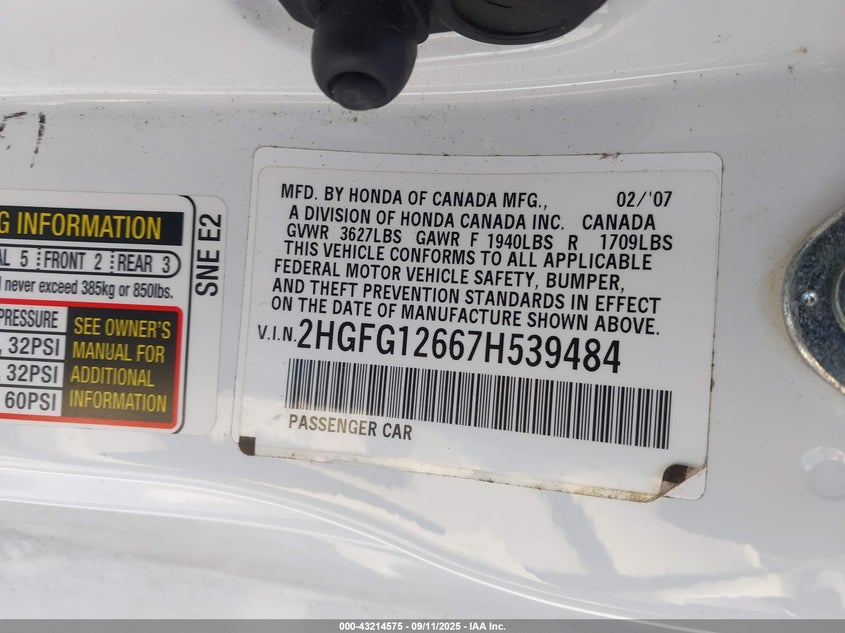 G INFORMATION
AL 5 FRONT 2 REAR 3
never exceed 385kg or 850lbs.
PRESSURE
32PSI
32PSI
60PSI
SEE OWNER'S
MANUAL FOR
ADDITIONAL
INFORMATION
SNE E2
MFD. BY HONDA OF CANADA MFG., 02/'07
A DIVISION OF HONDA CANADA INC. CANADA
GVWR 3627LBS GAWR F 1940LBS R 1709LBS
THIS VEHICLE CONFORMS TO ALL APPLICABLE
FEDERAL MOTOR VEHICLE SAFETY, BUMPER,
AND THEFT PREVENTION STANDARDS IN EFFECT
ON THE DATE OF MANUFACTURE SHOWN ABOVE.
V.I.N. 2HGFG12667H539484
PASSENGER CAR
000-43214575 - 09/11/2025 - IAA Inc.